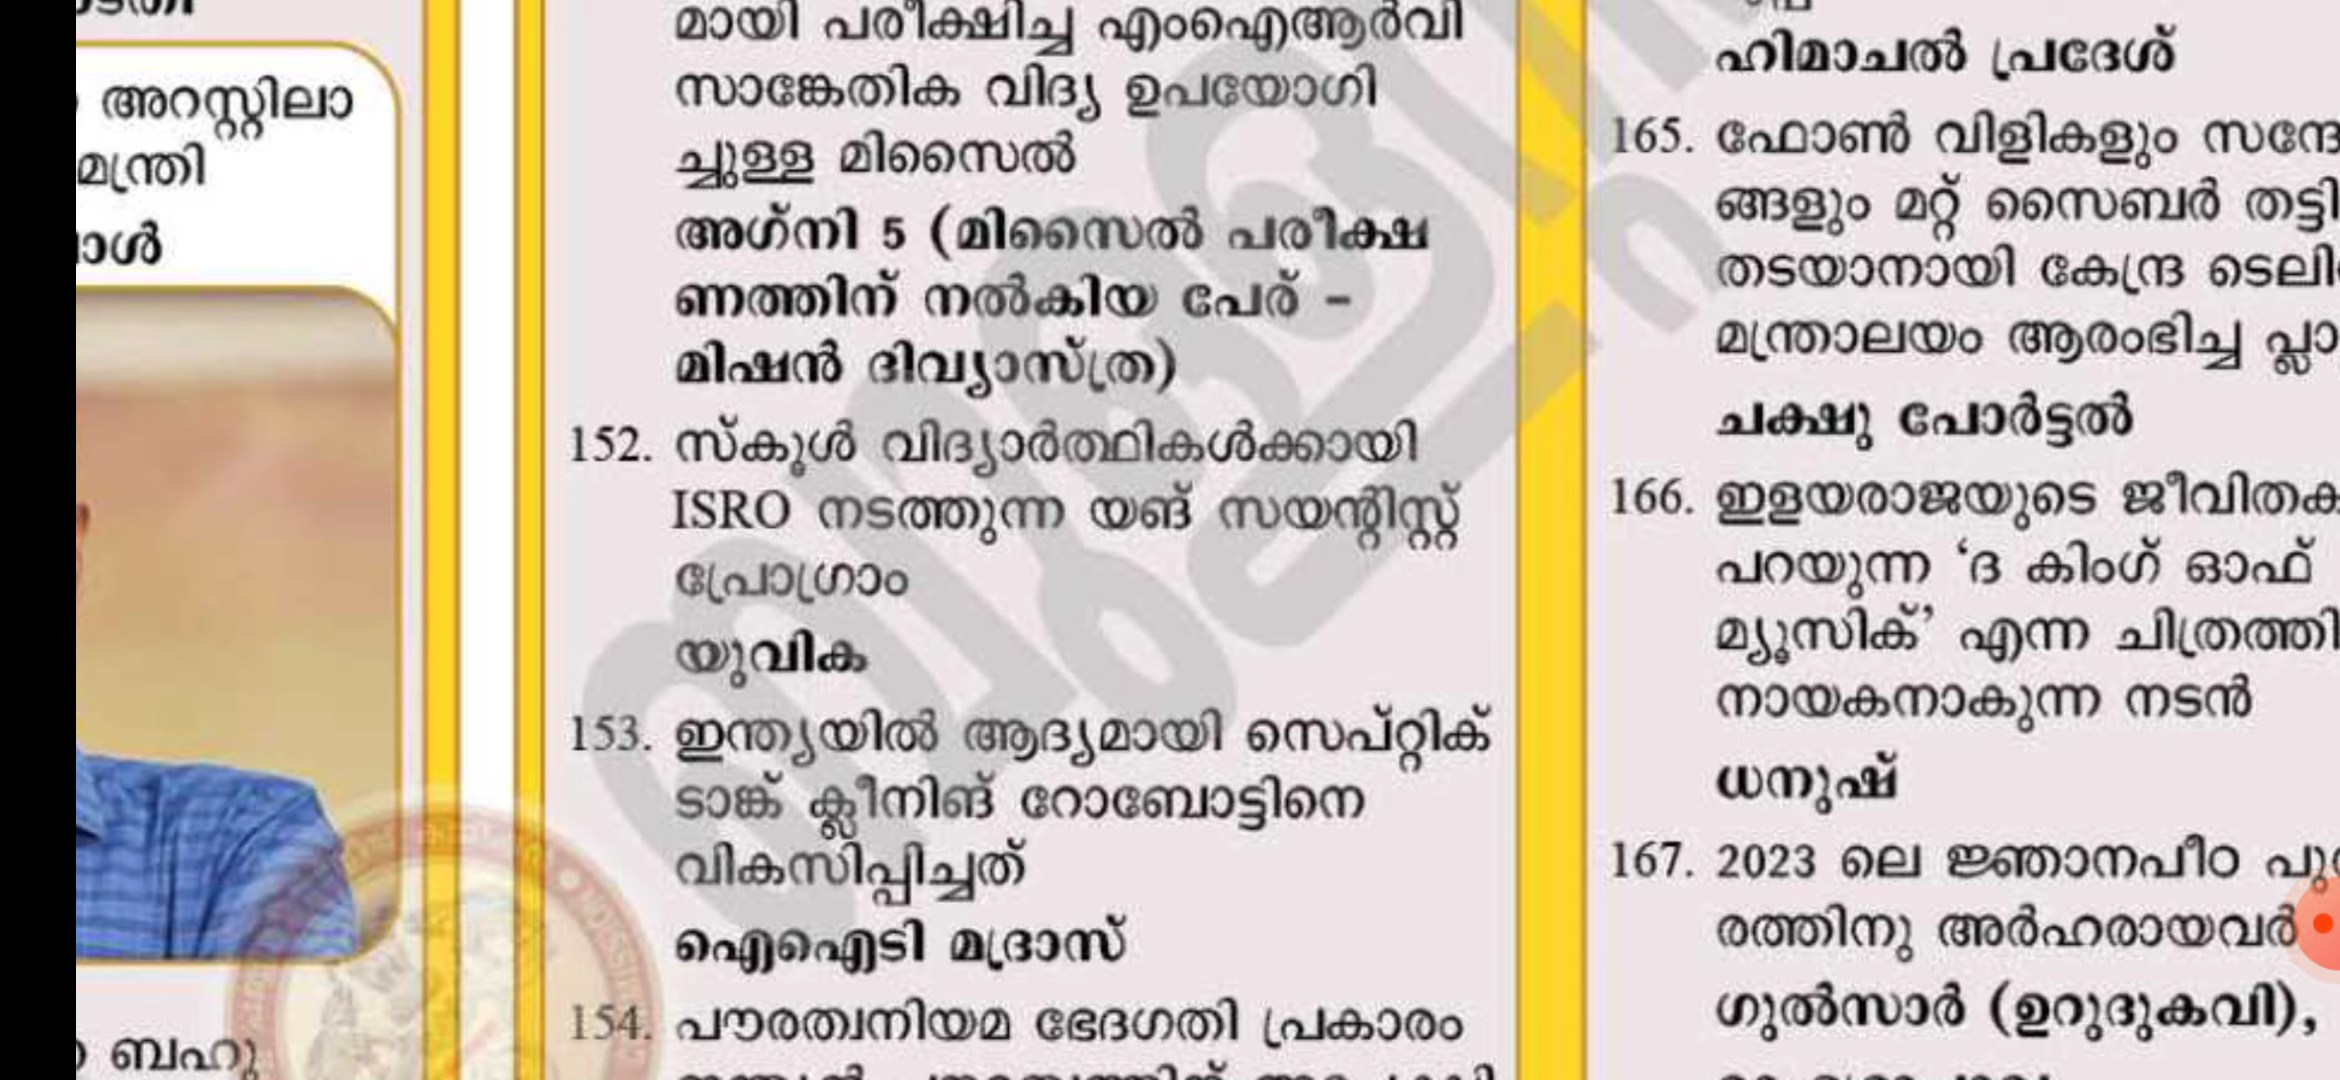 അറസ്റ്റിലാ
മന്ത്രി
ബഹു
മായി പരീക്ഷിച്ച എംഐആർവി
സാങ്കേതിക വിദ്യ ഉപയോഗി
ച്ചുള്ള മിസൈൽ
അഗ്നി 5 (മിസൈൽ പരീക്ഷ
ണത്തിന് നൽകിയ പേര് –
മിഷൻ ദിവ്യാസ്ത്ര)
152. സ്കൂൾ വിദ്യാർത്ഥികൾക്കായി
ISRO നടത്തുന്ന യങ് സയന്റിസ്റ്റ്
പ്രോഗ്രാം
യുവിക
153. ഇന്ത്യയിൽ ആദ്യമായി സെപ്റ്റിക്
ടാങ്ക് ക്ലീനിങ് റോബോട്ടിനെ
വികസിപ്പിച്ചത്
ഐഐടി മദ്രാസ്
154. പൗരത്വനിയമ ഭേദഗതി പ്രകാരം
ഹിമാചൽ പ്രദേശ്
165. ഫോൺ വിളികളും സന്ദേ
ങ്ങളും മറ്റ് സൈബർ തട്ടി
തടയാനായി കേന്ദ്ര ടെലി
മന്ത്രാലയം ആരംഭിച്ച പ്ലാ
ചക്ഷു പോർട്ടൽ
166. ഇളയരാജയുടെ ജീവിതക
പറയുന്ന ‘ദ കിംഗ് ഓഫ്
മ്യൂസിക്’ എന്ന ചിത്രത്തി
നായകനാകുന്ന നടൻ
ധനുഷ്
167. 2023 ലെ ജ്ഞാനപീഠ പു
രത്തിനു അർഹരായവർ
ഗുൽസാർ (ഉറുദുകവി),